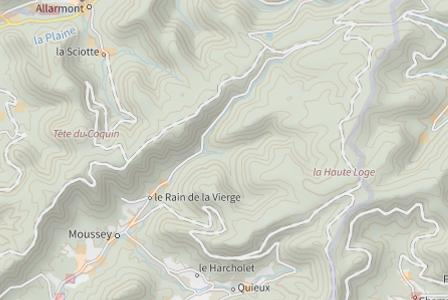 Allarmont
la Plaine
la Sciotte
Tête du Coquin
la Haute Loge
le Rain de la Vierge
Moussey
le Harcholet
Quieux